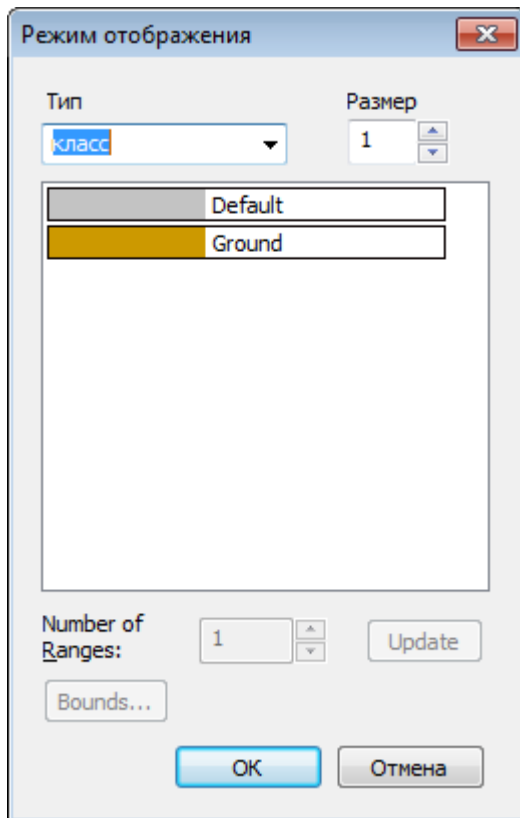 Режим отображения
Тип
Размер
класс
1
Default
Ground
Number of
Ranges:
1
Update
Bounds...
OK
Отмена